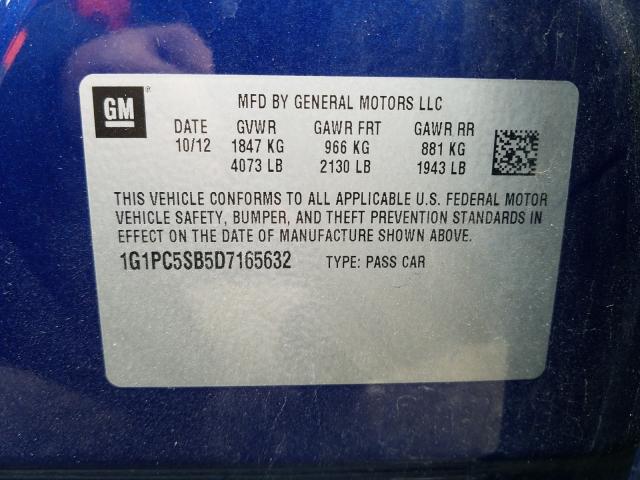 GM ® MFD BY GENERAL MOTORS LLC
DATE GVWR GAWR FRT GAWR RR
10/12 1847 KG 966 KG 881 KG
4073 LB 2130 LB 1943 LB
THIS VEHICLE CONFORMS TO ALL APPLICABLE U.S. FEDERAL MOTOR
VEHICLE SAFETY, BUMPER, AND THEFT PREVENTION STANDARDS IN
EFFECT ON THE DATE OF MANUFACTURE SHOWN ABOVE.
1G1PC5SB5D7165632 TYPE: PASS CAR